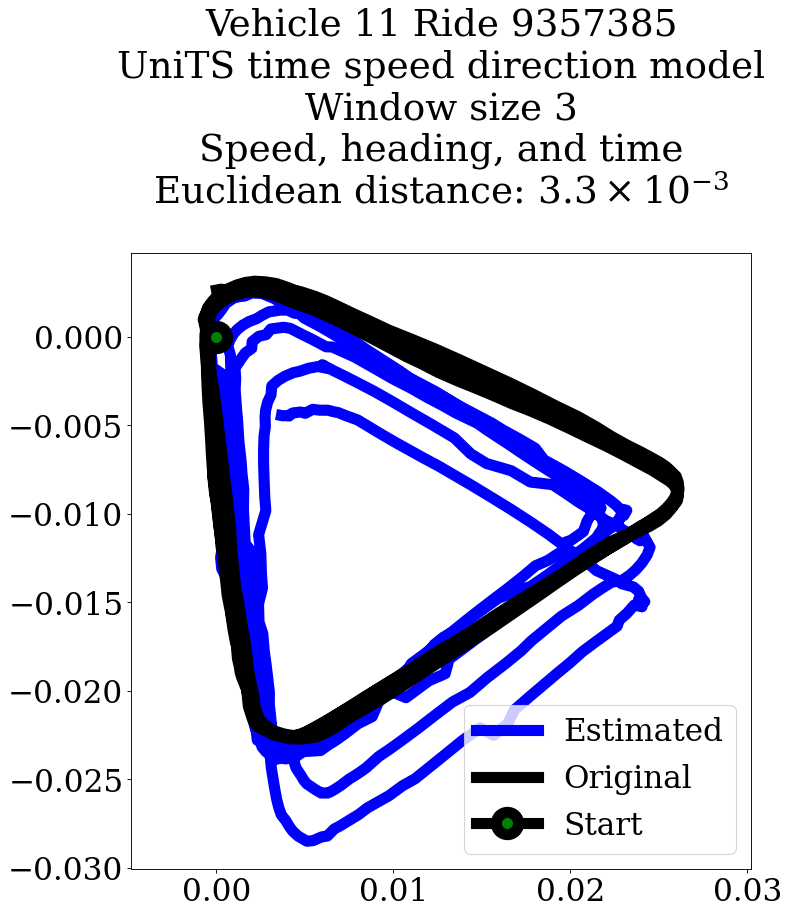 Vehicle 11 Ride 9357385
UniTS time speed direction model
Window size 3
Speed, heading, and time
Euclidean distance: 3.3 × 10⁻³
0.000
−0.005
−0.010
−0.015
−0.020
−0.025
−0.030
Estimated
Original
Start
0.00 0.01 0.02 0.03